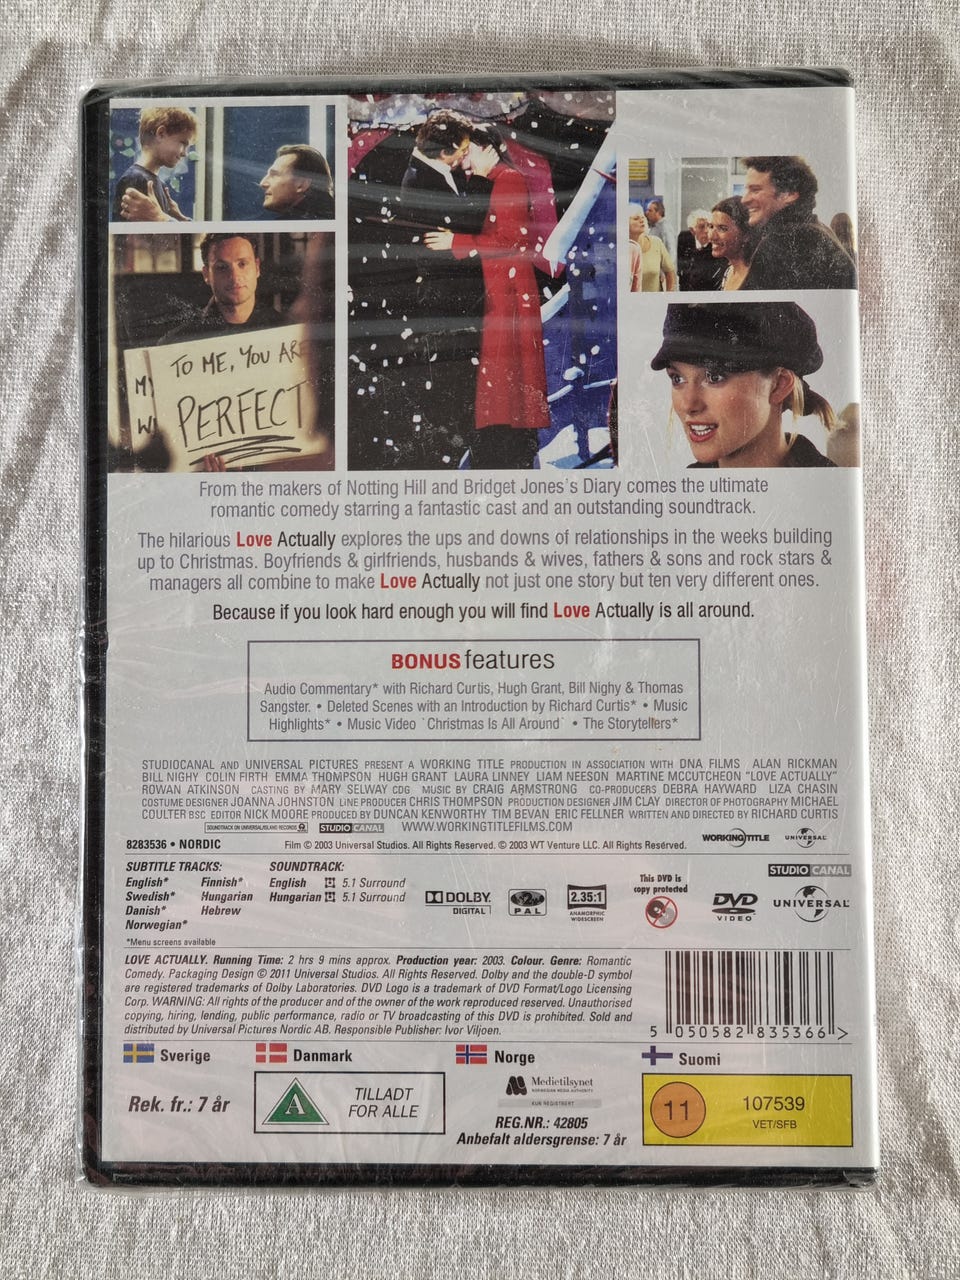 TO ME, YOU ARE
PERFECT
M
W
From the makers of Notting Hill and Bridget Jones's Diary comes the ultimate
romantic comedy starring a fantastic cast and an outstanding soundtrack.
The hilarious Love Actually explores the ups and downs of relationships in the weeks building
up to Christmas. Boyfriends & girlfriends, husbands & wives, fathers & sons and rock stars &
managers all combine to make Love Actually not just one story but ten very different ones.
Because if you look hard enough you will find Love Actually is all around.
BONUS features
Audio Commentary* with Richard Curtis, Hugh Grant, Bill Nighy & Thomas
Sangster. • Deleted Scenes with an Introduction by Richard Curtis* • Music
Highlights* • Music Video `Christmas Is All Around´ • The Storytellers*
STUDIOCANAL AND UNIVERSAL PICTURES PRESENT A WORKING TITLE PRODUCTION IN ASSOCIATION WITH DNA FILMS ALAN RICKMAN
BILL NIGHY COLIN FIRTH EMMA THOMPSON HUGH GRANT LAURA LINNEY LIAM NEESON MARTINE MCCUTCHEON "LOVE ACTUALLY"
ROWAN ATKINSON CASTING BY MARY SELWAY CDG MUSIC BY CRAIG ARMSTRONG CO-PRODUCERS DEBRA HAYWARD LIZA CHASIN
COSTUME DESIGNER JOANNA JOHNSTON LINE PRODUCER CHRIS THOMPSON PRODUCTION DESIGNER JIM CLAY DIRECTOR OF PHOTOGRAPHY MICHAEL
COULTER BSC EDITOR NICK MOORE PRODUCED BY DUNCAN KENWORTHY TIM BEVAN ERIC FELLNER WRITTEN AND DIRECTED BY RICHARD CURTIS
SOUNDTRACK ON UNIVERSAL/ISLAND RECORDS STUDIO CANAL WWW.WORKINGTITLEFILMS.COM
WORKING TITLE UNIVERSAL
8283536 • NORDIC Film © 2003 Universal Studios. All Rights Reserved. © 2003 WT Venture LLC. All Rights Reserved.
SUBTITLE TRACKS: SOUNDTRACK:
English* Finnish* English 5.1 Surround
Swedish* Hungarian Hungarian 5.1 Surround
Danish* Hebrew
Norwegian*
*Menu screens available
DOLBY
DIGITAL
PAL
2.35:1
ANAMORPHIC
WIDESCREEN
This DVD is
copy protected
DVD
VIDEO
STUDIO CANAL
UNIVERSAL
LOVE ACTUALLY. Running Time: 2 hrs 9 mins approx. Production year: 2003. Colour. Genre: Romantic
Comedy. Packaging Design © 2011 Universal Studios. All Rights Reserved. Dolby and the double-D symbol
are registered trademarks of Dolby Laboratories. DVD Logo is a trademark of DVD Format/Logo Licensing
Corp. WARNING: All rights of the producer and of the owner of the work reproduced reserved. Unauthorised
copying, hiring, lending, public performance, radio or TV broadcasting of this DVD is prohibited. Sold and
distributed by Universal Pictures Nordic AB. Responsible Publisher: Ivor Viljoen.
5 050582 835366 >
Sverige Danmark Norge Suomi
Rek. fr.: 7 år
A
TILLADT
FOR ALLE
Medietilsynet
NORWEGIAN MEDIA AUTHORITY
KUN REGISTRERT
REG.NR.: 42805
Anbefalt aldersgrense: 7 år
11
107539
VET/SFB